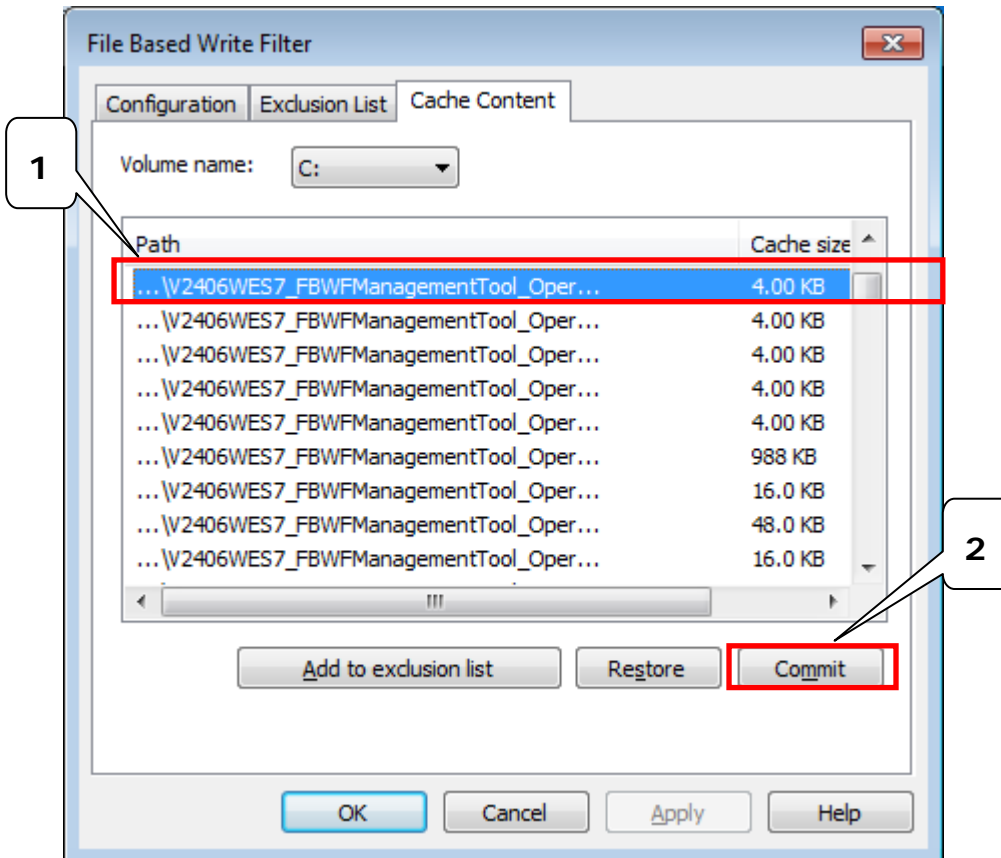 File Based Write Filter
Configuration Exclusion List Cache Content
1
Volume name: C:
Path Cache size
...\V2406WES7_FBWFManagementTool_Oper... 4.00 KB
...\V2406WES7_FBWFManagementTool_Oper... 4.00 KB
...\V2406WES7_FBWFManagementTool_Oper... 4.00 KB
...\V2406WES7_FBWFManagementTool_Oper... 4.00 KB
...\V2406WES7_FBWFManagementTool_Oper... 4.00 KB
...\V2406WES7_FBWFManagementTool_Oper... 988 KB
...\V2406WES7_FBWFManagementTool_Oper... 16.0 KB
...\V2406WES7_FBWFManagementTool_Oper... 48.0 KB
...\V2406WES7_FBWFManagementTool_Oper... 16.0 KB
2
Add to exclusion list Restore Commit
OK Cancel Apply Help